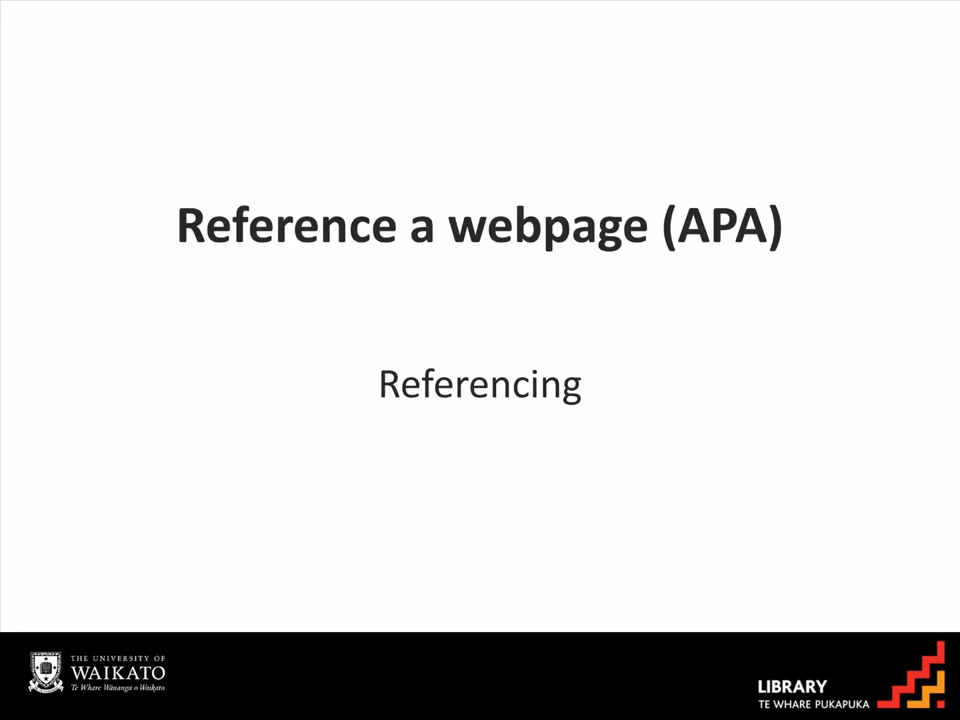 Reference a webpage (APA)
Referencing
THE UNIVERSITY OF
WAIKATO
Te Whare Wānanga o Waikato
LIBRARY
TE WHARE PUKAPUKA